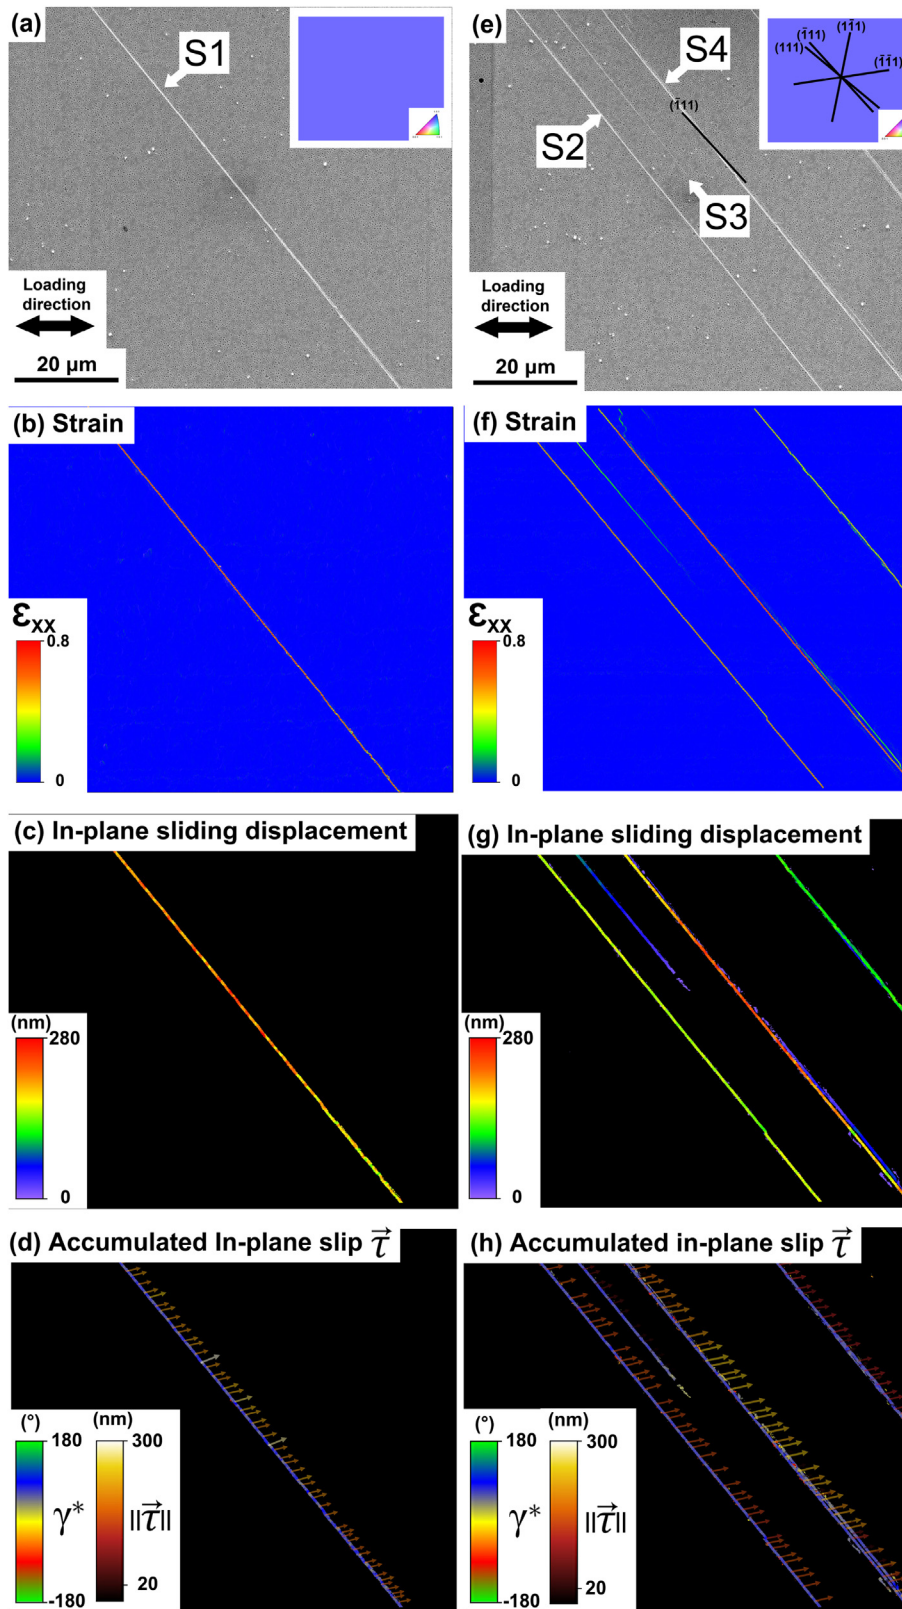 (a)
S1
Loading
direction
20 µm
(e)
(1̄11)
(111)
(11̄1)
(1̄1̄1)
S4
(1̄11)
S2
S3
Loading
direction
20 µm
(b) Strain
εxx
0.8
0
(f) Strain
εxx
0.8
0
(c) In-plane sliding displacement
(nm)
280
0
(g) In-plane sliding displacement
(nm)
280
0
(d) Accumulated In-plane slip τ⃗
(°)
180
γ*
-180
(nm)
300
||τ⃗||
20
(h) Accumulated in-plane slip τ⃗
(°)
180
γ*
-180
(nm)
300
||τ⃗||
20